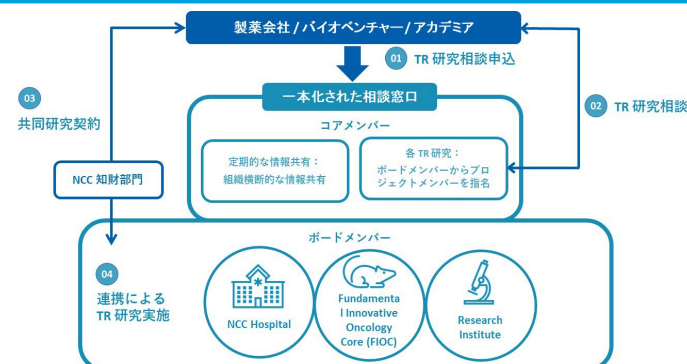 製薬会社 / バイオベンチャー/ アカデミア
01 TR 研究相談申込
一本化された相談窓口
コアメンバー
定期的な情報共有：
組織横断的な情報共有
各 TR 研究：
ボードメンバーからプロ
ジェクトメンバーを指名
02 TR 研究相談
03
共同研究契約
NCC 知財部門
ボードメンバー
04
連携による
TR 研究実施
NCC Hospital
Fundamenta
l Innovative
Oncology
Core (FIOC)
Research
Institute